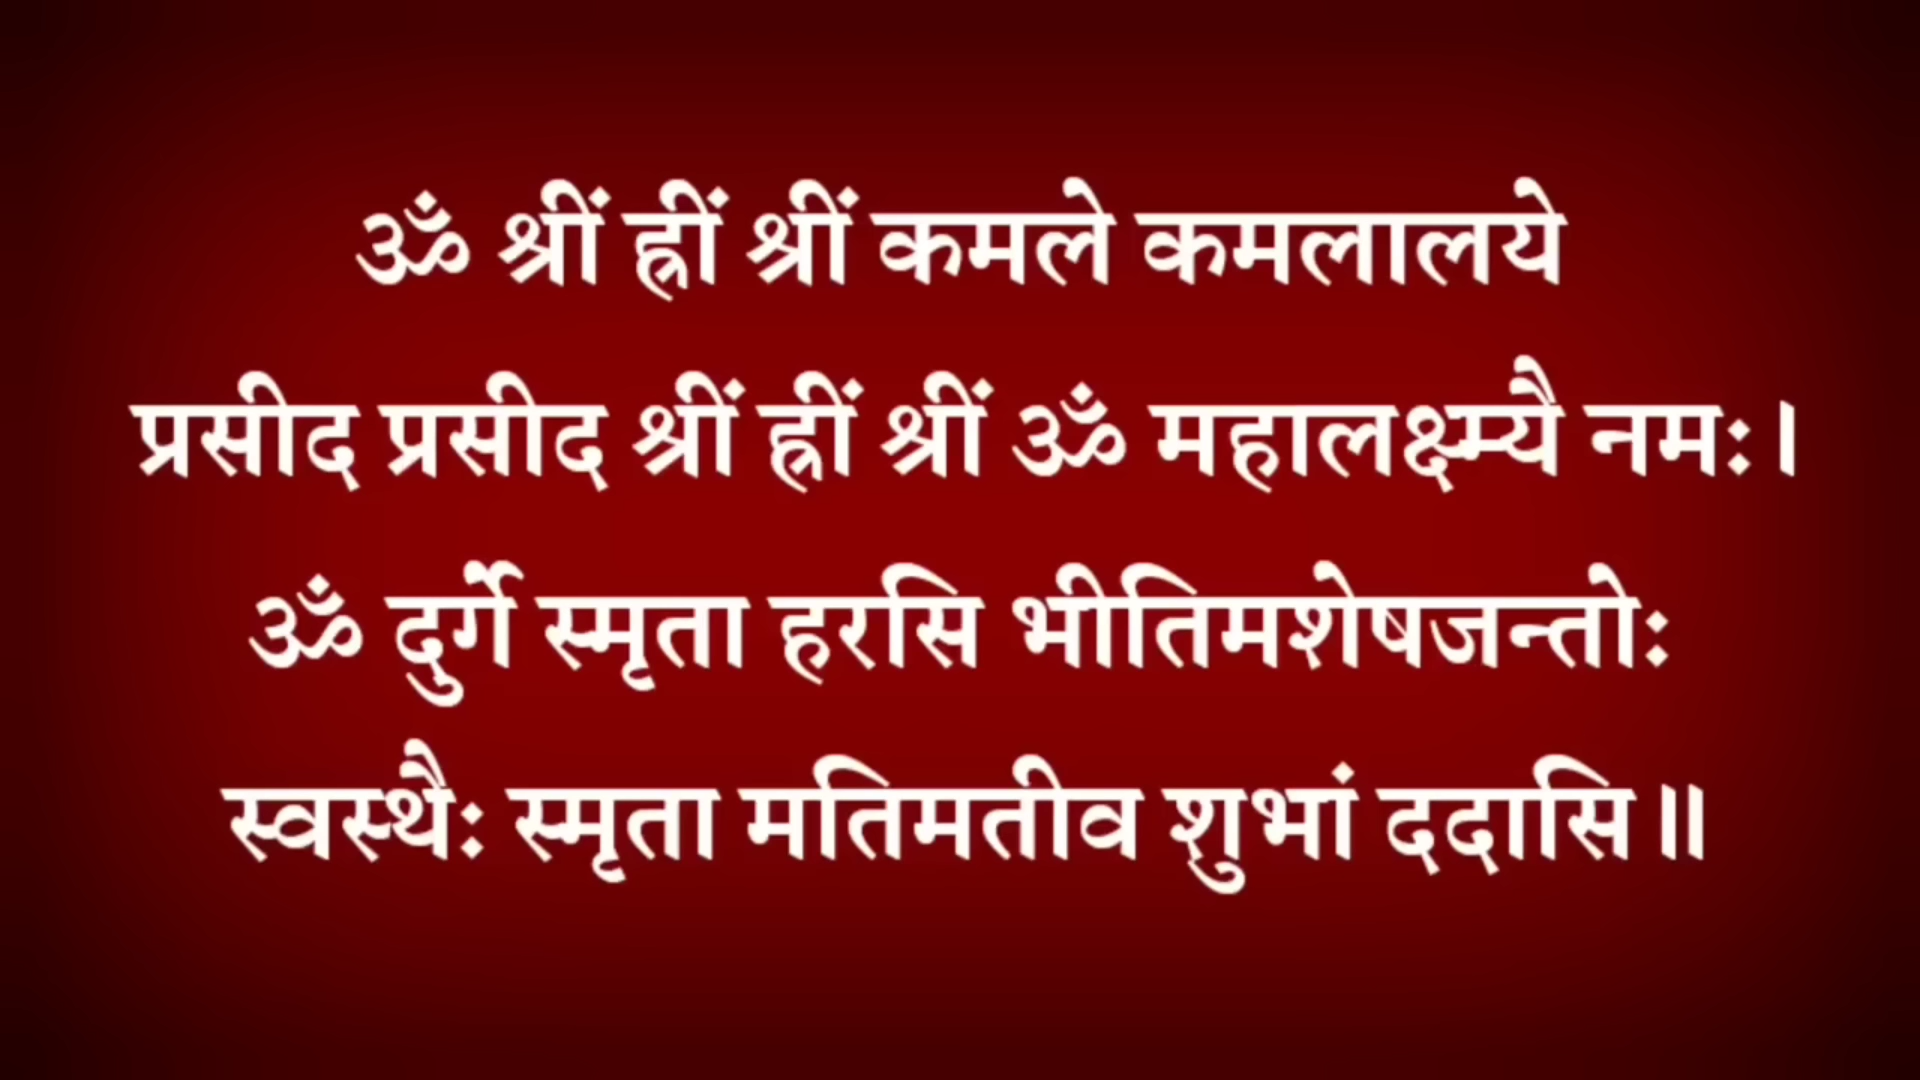 ॐ श्रीं ह्रीं श्रीं कमले कमलालये
प्रसीद प्रसीद श्रीं ह्रीं श्रीं ॐ महालक्ष्म्यै नमः।
ॐ दुर्गे स्मृता हरसि भीतिमशेषजन्तोः
स्वस्थैः स्मृता मतिमतीव शुभां ददासि॥